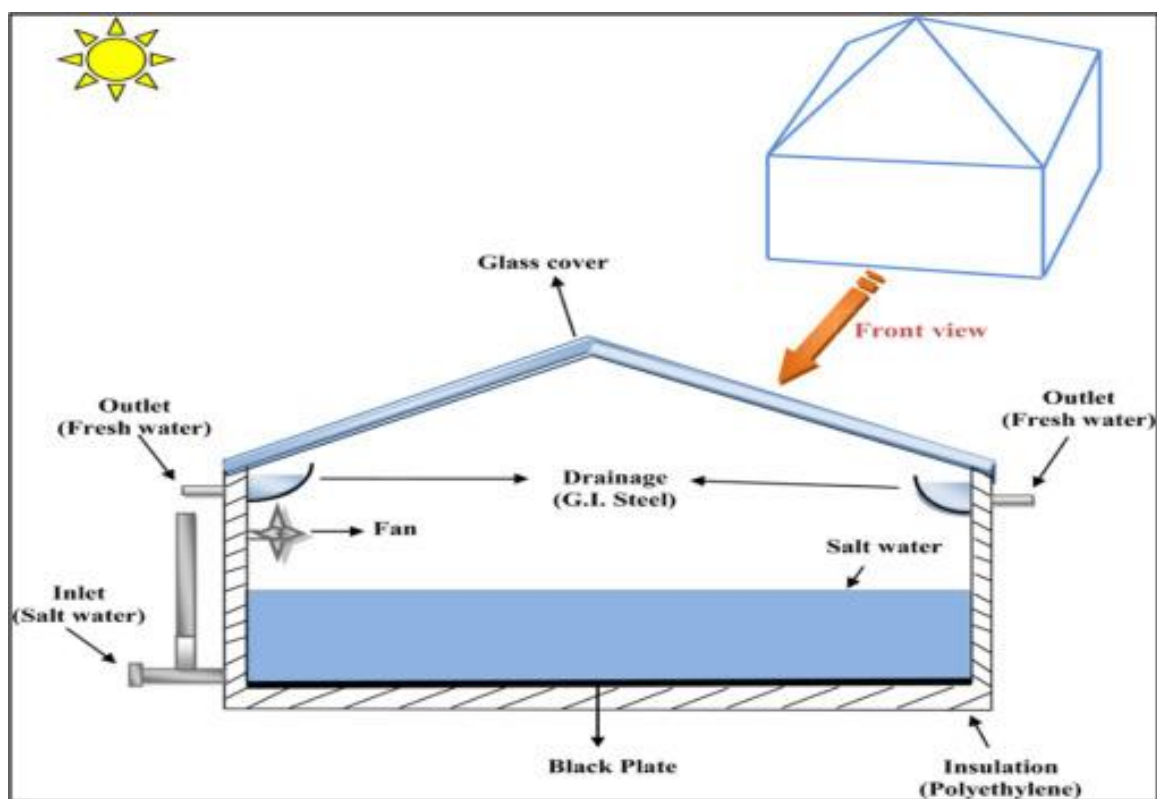 Glass cover
Front view
Outlet
(Fresh water)
Outlet
(Fresh water)
Drainage
(G.I. Steel)
Fan
Salt water
Inlet
(Salt water)
Black Plate
Insulation
(Polyethylene)